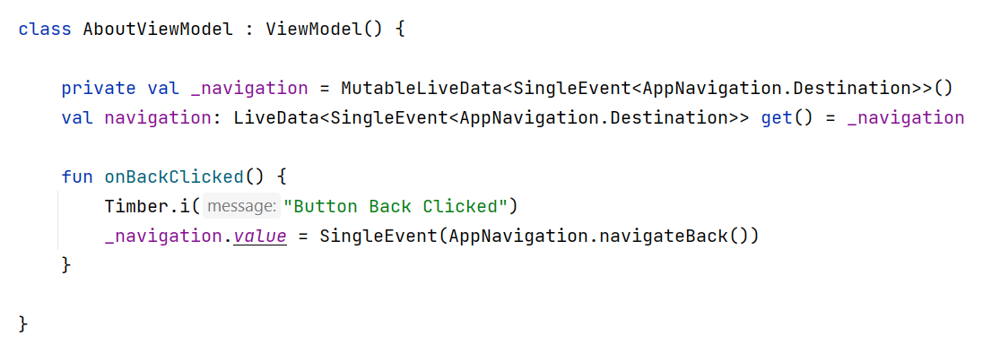 class AboutViewModel : ViewModel() {
private val _navigation = MutableLiveData<SingleEvent<AppNavigation.Destination>>()
val navigation: LiveData<SingleEvent<AppNavigation.Destination>> get() = _navigation
fun onBackClicked() {
Timber.i( message: "Button Back Clicked")
_navigation.value = SingleEvent(AppNavigation.navigateBack())
}
}